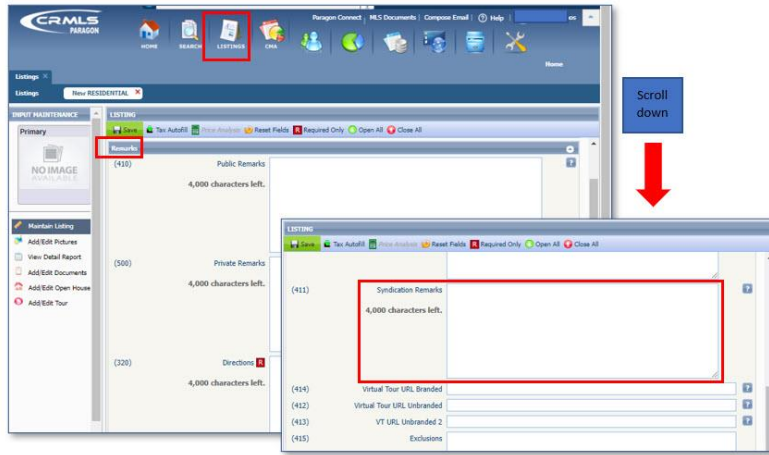 CRMLS
PARAGON
Paragon Connect | MLS Documents | Compose Email | ? Help |
HOME SEARCH LISTINGS CMA
Home
Listings ×
Listings New RESIDENTIAL ×
INPUT MAINTENANCE
Primary
NO IMAGE
AVAILABLE
Maintain Listing
Add/Edit Pictures
View Detail Report
Add/Edit Documents
Add/Edit Open House
Add/Edit Tour
LISTING
Save Tax Autofill Price Analyzer Reset Fields R Required Only Open All Close All
Remarks
(410) Public Remarks ?
4,000 characters left.
(500) Private Remarks
4,000 characters left.
(320) Directions R
4,000 characters left.
Scroll
down
LISTING
Save Tax Autofill Price Analyzer Reset Fields R Required Only Open All Close All
(411) Syndication Remarks ?
4,000 characters left.
(414) Virtual Tour URL Branded ?
(412) Virtual Tour URL Unbranded ?
(413) VT URL Unbranded 2 ?
(415) Exclusions